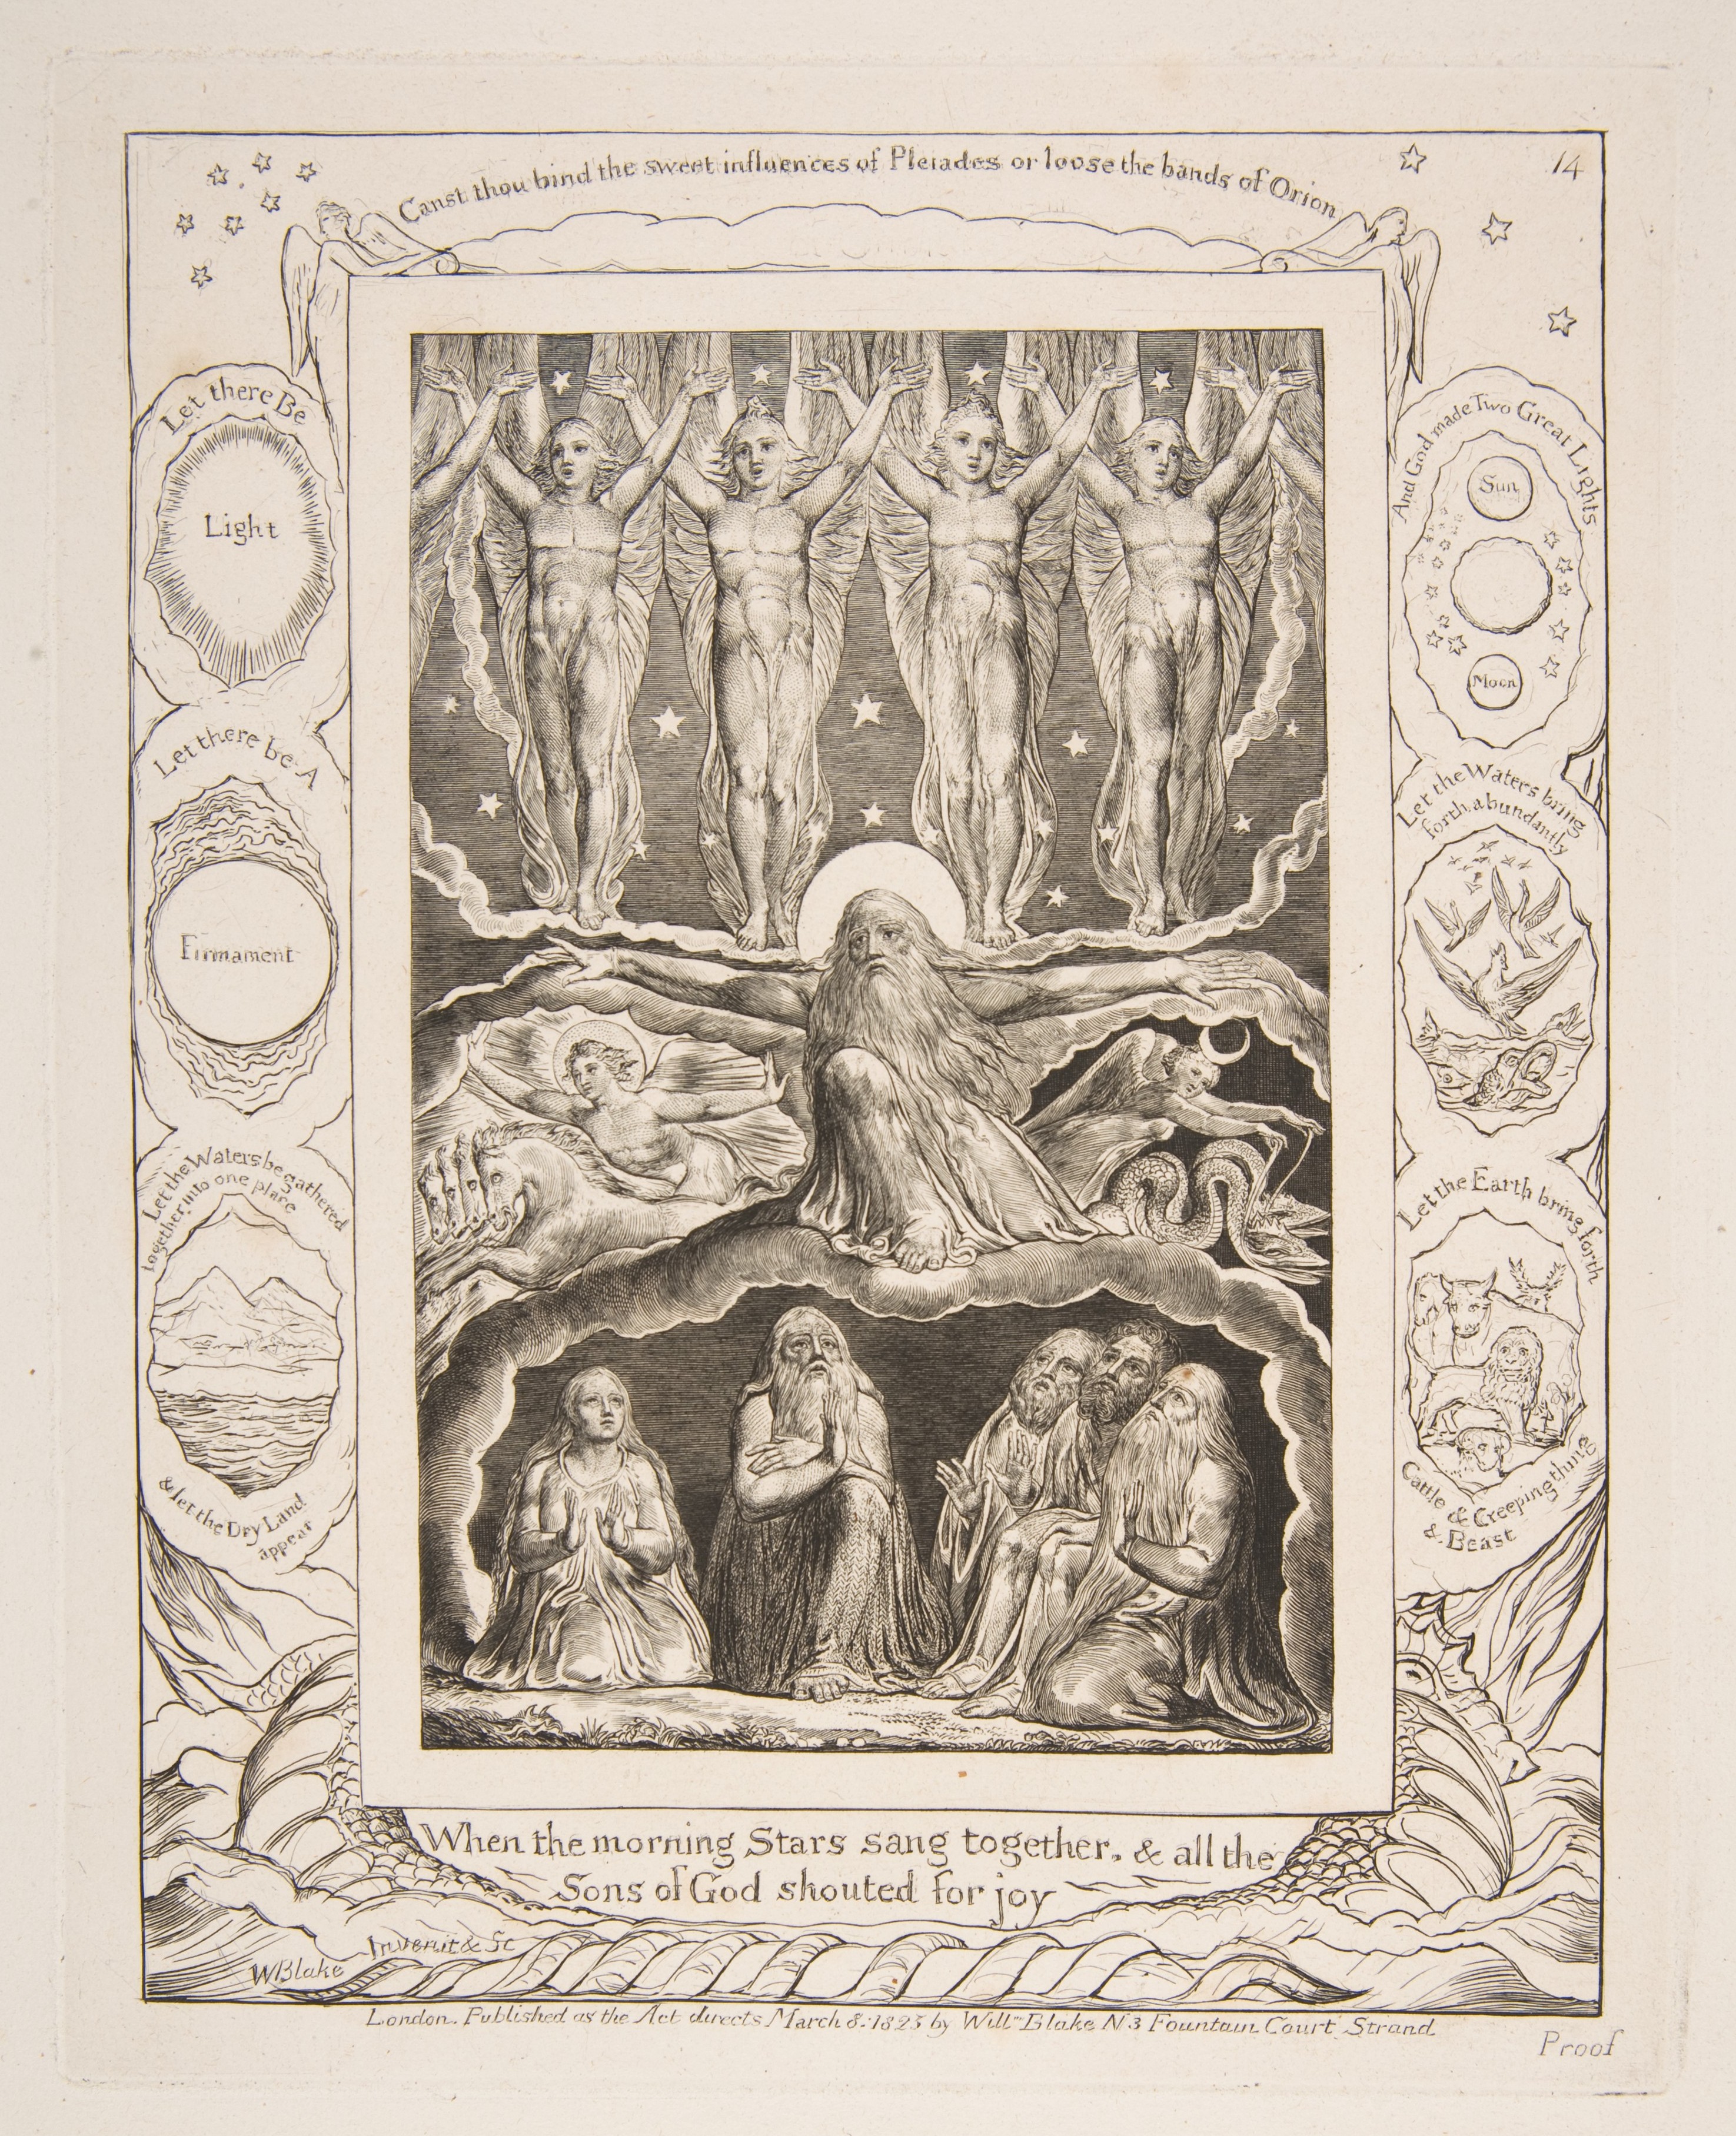 14
Canst thou bind the sweet influences of Pleiades or loose the bands of Orion
Let there Be
Light
Let there be A
Firmament
Let the Waters be gathered
together into one place
& let the Dry Land
appear
And God made Two Great Lights
Sun
Moon
Let the Waters bring
forth abundantly
Let the Earth bring forth
Cattle & Creeping thing
& Beast
When the morning Stars sang together, & all the
Sons of God shouted for joy
WBlake Invenit & Sc
London. Published as the Act directs March 8: 1825 by Will<sup>m</sup> Blake N 3 Fountain Court Strand
Proof